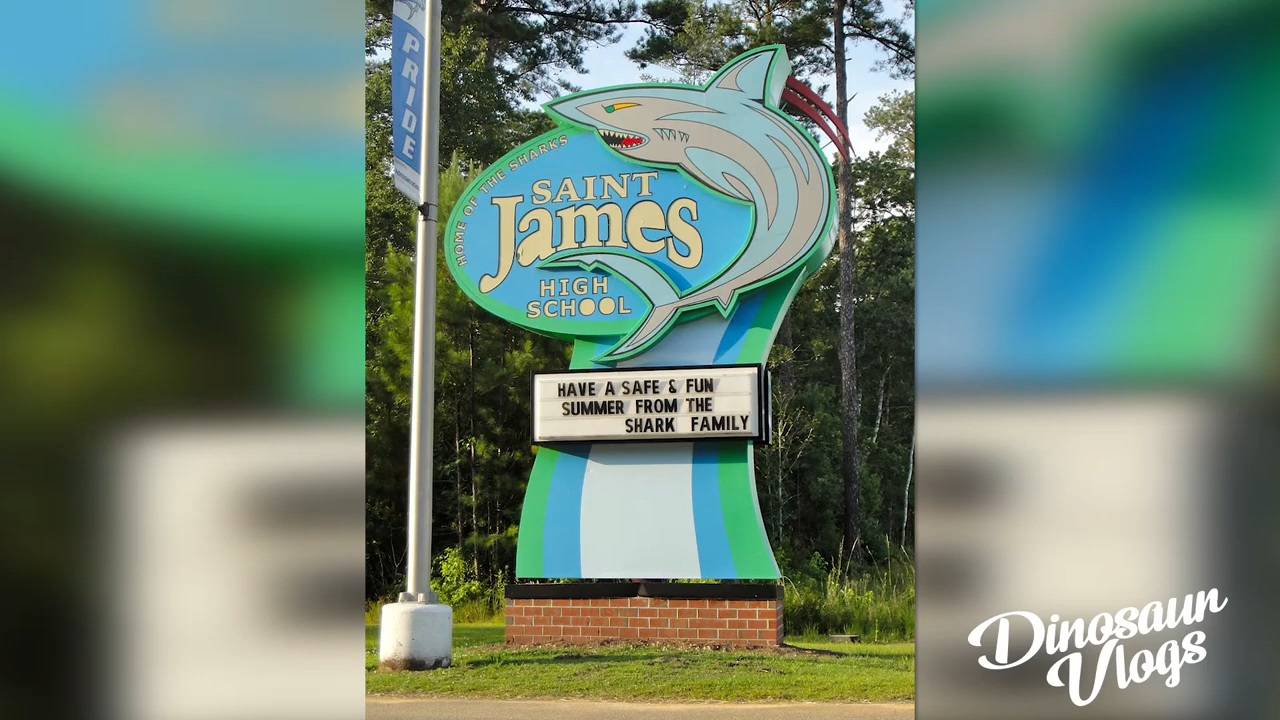 PRIDE
HOME OF THE SHARKS
SAINT
James
HIGH
SCHOOL
HAVE A SAFE & FUN
SUMMER FROM THE
SHARK FAMILY
Dinosaur
Vlogs